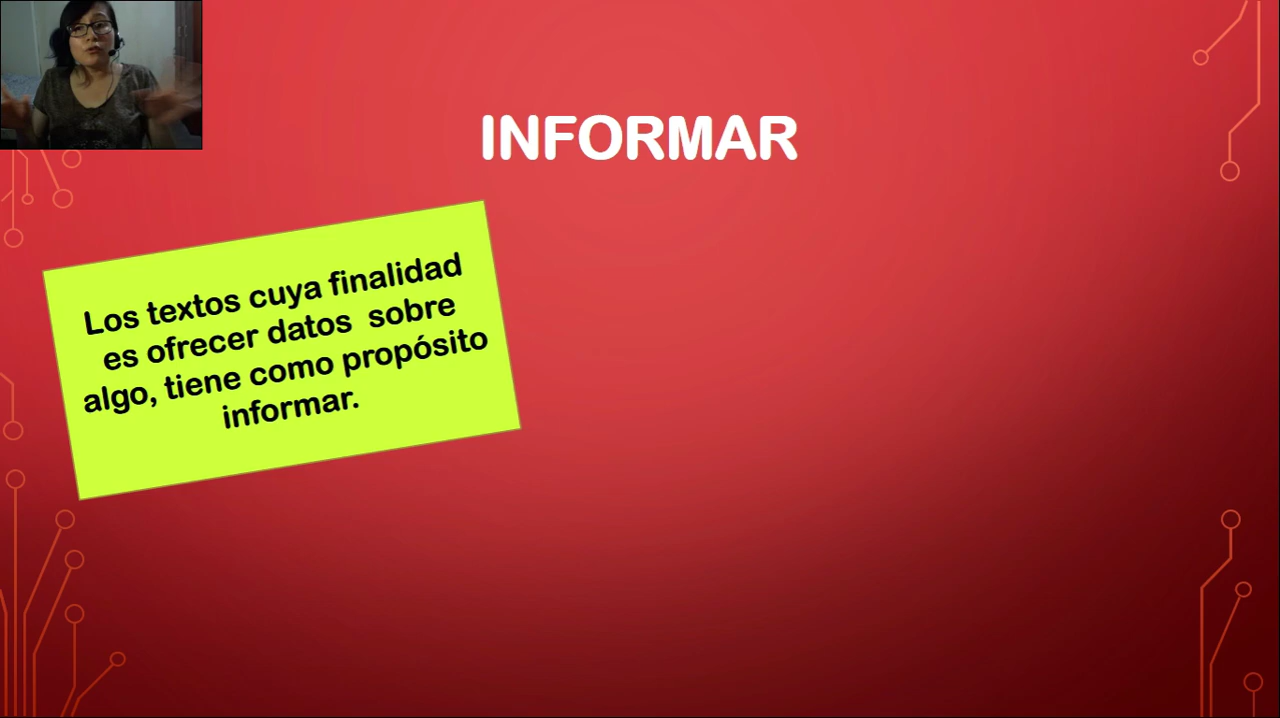 INFORMAR
Los textos cuya finalidad
es ofrecer datos sobre
algo, tiene como propósito
informar.